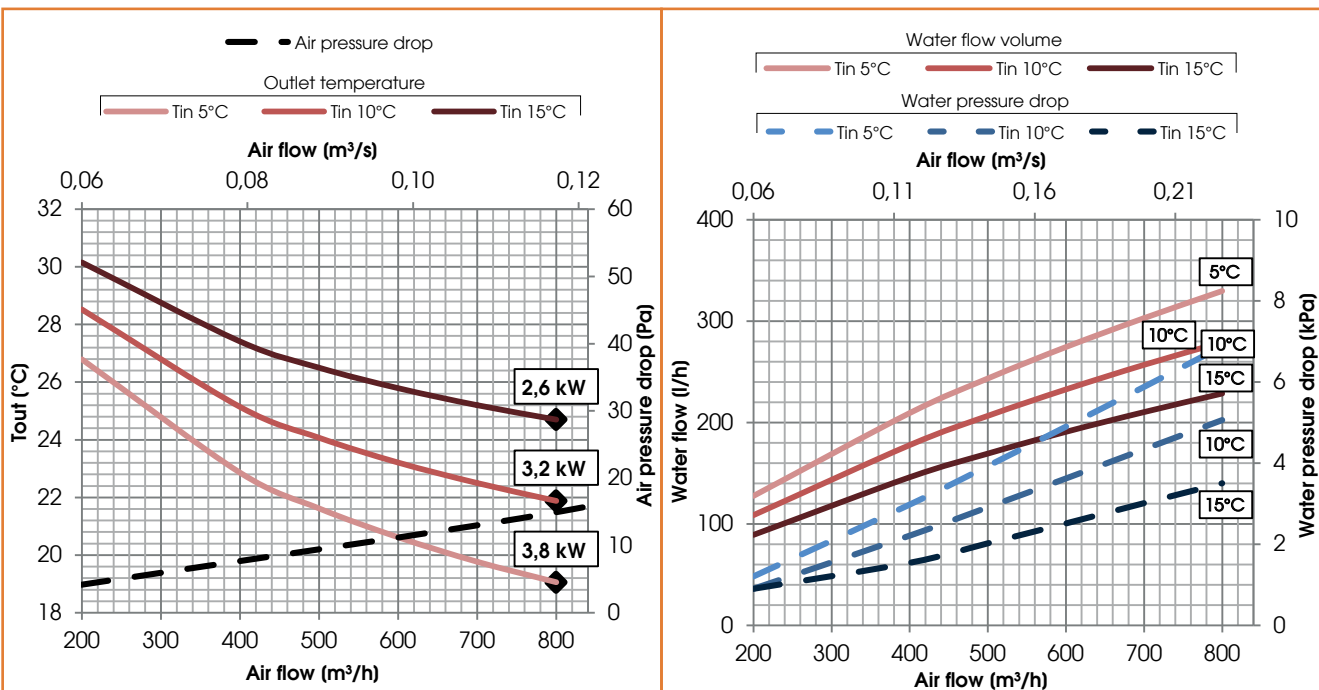 Air pressure drop
Outlet temperature
Tin 5°C Tin 10°C Tin 15°C
Air flow (m³/s)
0,06 0,08 0,10 0,12
32 60
30 50
28 40
26 30
24 20
22 10
20 0
18
Tout (°C)
Air pressure drop (Pa)
2,6 kW
3,2 kW
3,8 kW
200 300 400 500 600 700 800
Air flow (m³/h)
Water flow volume
Tin 5°C Tin 10°C Tin 15°C
Water pressure drop
Tin 5°C Tin 10°C Tin 15°C
Air flow (m³/s)
0,06 0,11 0,16 0,21
400 10
300 8
200 6
100 4
0 2
0
Water flow (l/h)
Water pressure drop (kPa)
5°C
10°C 10°C
15°C
10°C
15°C
200 300 400 500 600 700 800
Air flow (m³/h)